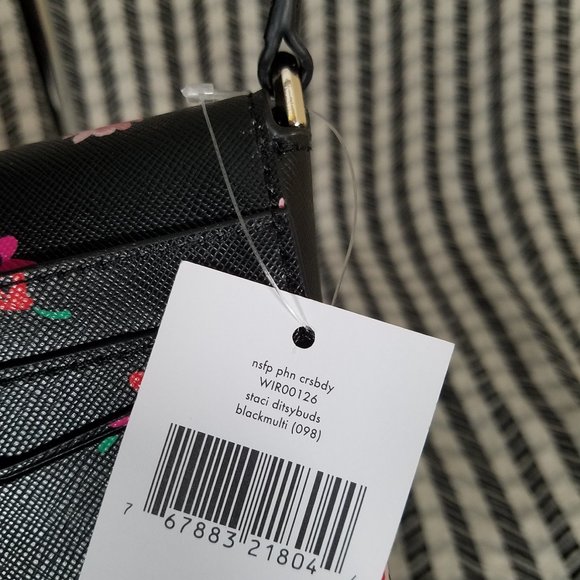 nsfp phn crsbdy
WIR00126
staci ditsybuds
blackmulti (098)
7 67883 21804